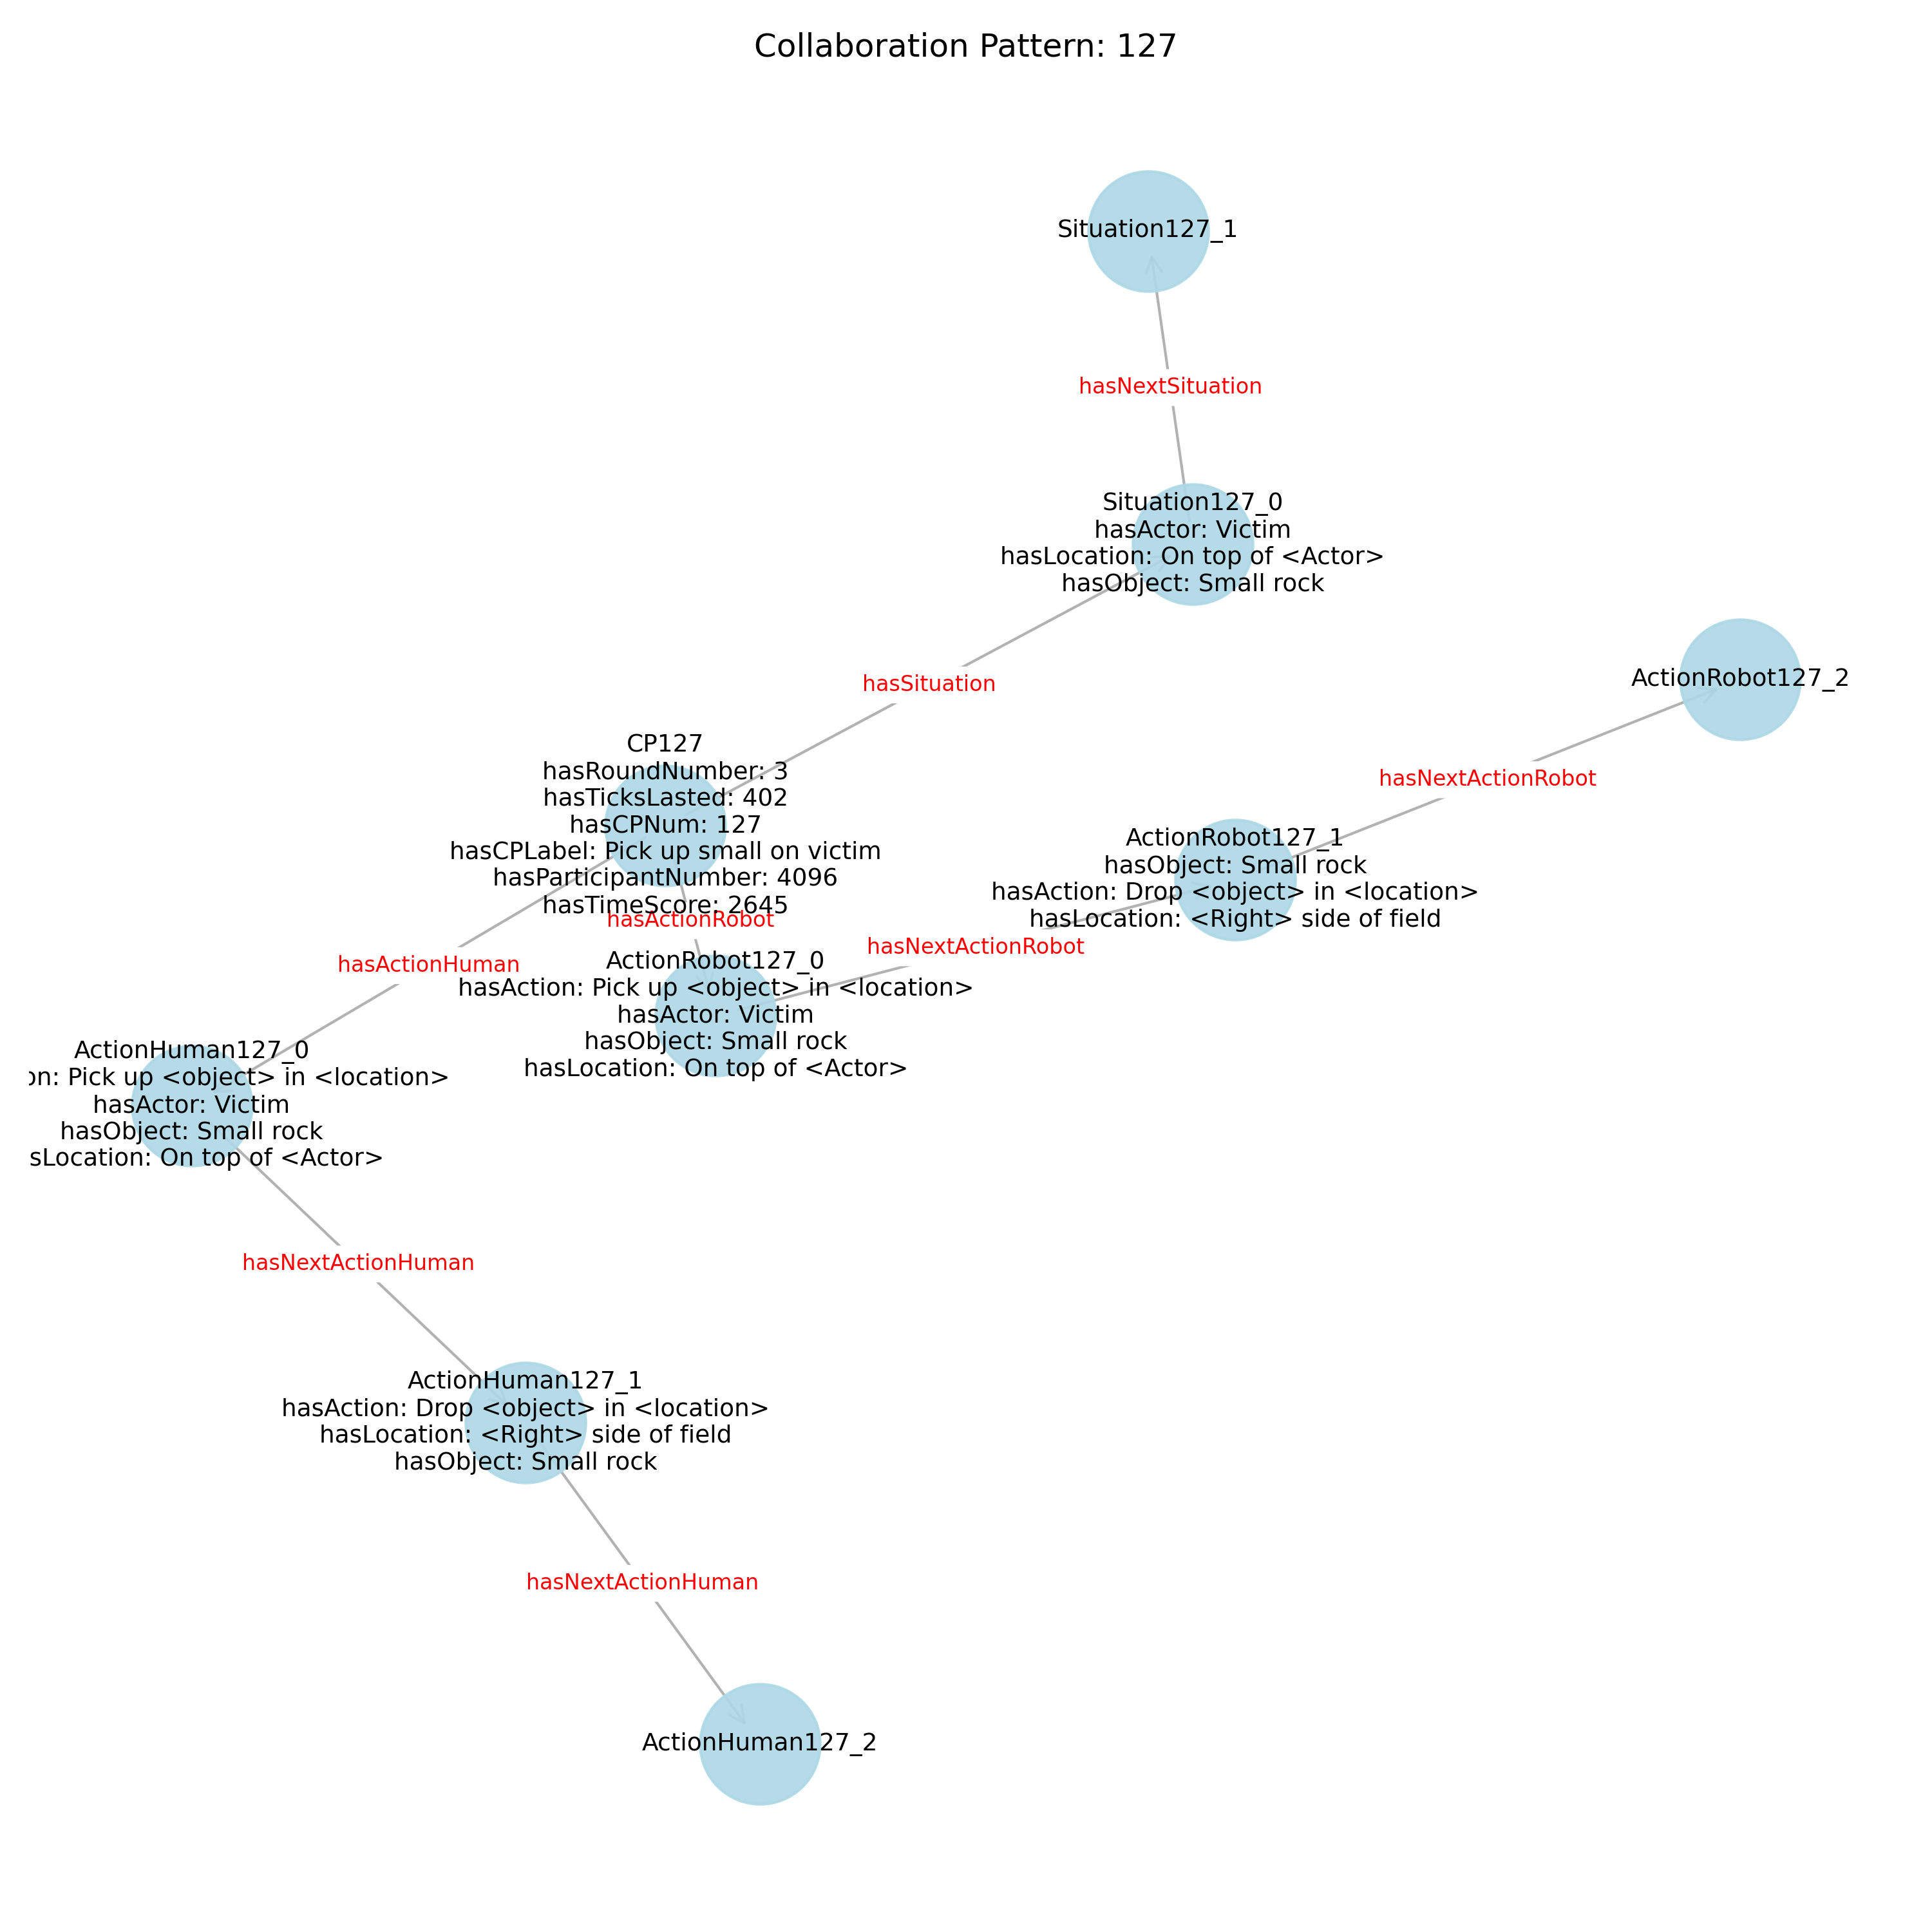 Collaboration Pattern: 127
Situation127_1
hasNextSituation
Situation127_0
hasActor: Victim
hasLocation: On top of <Actor>
hasObject: Small rock
hasSituation
ActionRobot127_2
hasNextActionRobot
CP127
hasRoundNumber: 3
hasTicksLasted: 402
hasCPNum: 127
hasCPLabel: Pick up small on victim
hasParticipantNumber: 4096
hasTimeScore: 2645
hasActionRobot
ActionRobot127_1
hasObject: Small rock
hasAction: Drop <object> in <location>
hasLocation: <Right> side of field
hasNextActionRobot
hasActionHuman
ActionRobot127_0
hasAction: Pick up <object> in <location>
hasActor: Victim
hasObject: Small rock
hasLocation: On top of <Actor>
ActionHuman127_0
on: Pick up <object> in <location>
hasActor: Victim
hasObject: Small rock
sLocation: On top of <Actor>
hasNextActionHuman
ActionHuman127_1
hasAction: Drop <object> in <location>
hasLocation: <Right> side of field
hasObject: Small rock
hasNextActionHuman
ActionHuman127_2